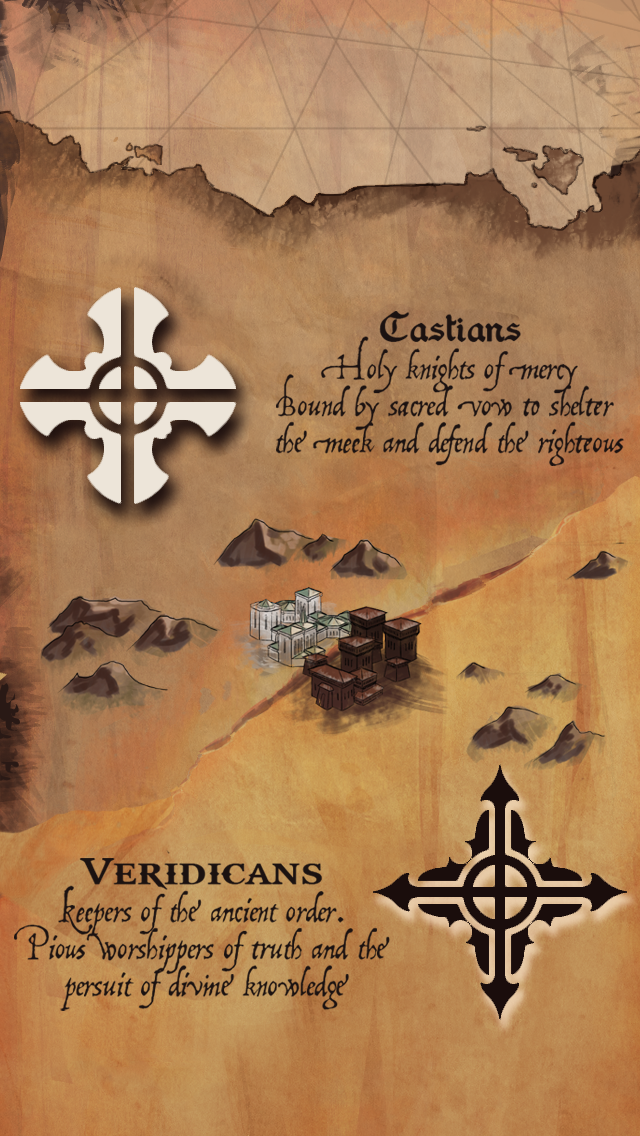 Castians
Holy knights of mercy
Bound by sacred vow to shelter
the meek and defend the righteous
Veridicans
keepers of the ancient order.
Pious worshippers of truth and the
persuit of divine knowledge